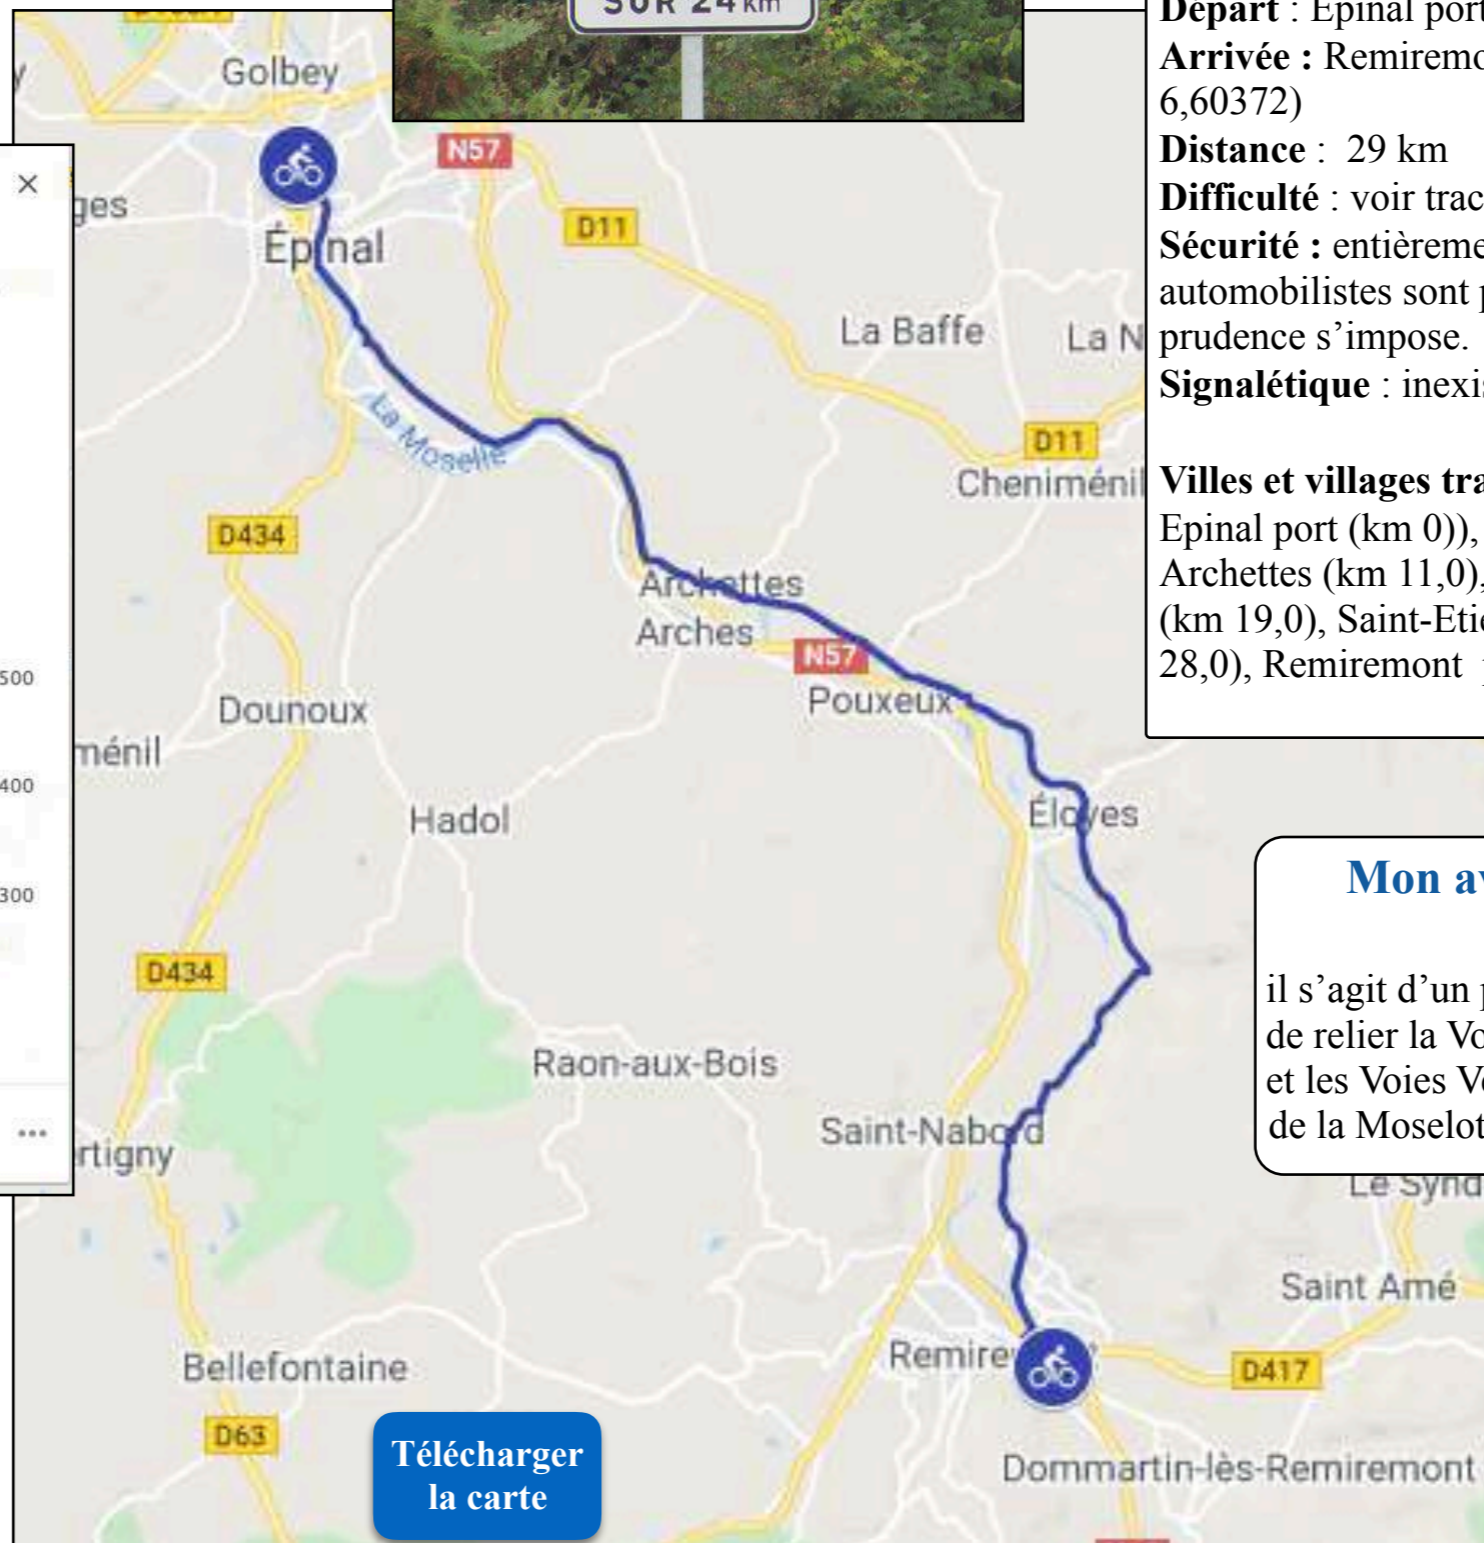 SUR 24 km
Départ : Epinal port
Arrivée : Remiremo
6,60372)
Distance : 29 km
Difficulté : voir trac
Sécurité : entièreme
automobilistes sont p
prudence s’impose.
Signalétique : inexis
Villes et villages tra
Epinal port (km 0)),
Archettes (km 11,0),
(km 19,0), Saint-Etie
28,0), Remiremont
Golbey
N57
ges
Épinal
D11
La Baffe
La N
La Moselle
D11
Cheniménil
D434
Archettes
Arches
N57
500
Dounoux
Pouxeux
ménil
400
Hadol
Éloyes
300
Mon av
D434
il s’agit d’un p
de relier la Vo
et les Voies Ve
de la Moselot
Raon-aux-Bois
Saint-Nabord
...
rtigny
Le Synd
Saint Amé
Remire
Bellefontaine
D417
D63
Télécharger
la carte
Dommartin-lès-Remiremont